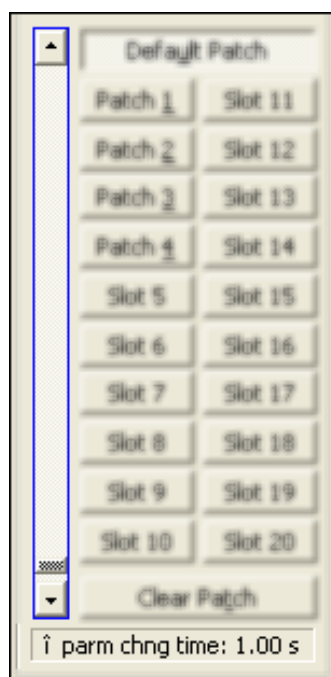 Default Patch
Patch 1 Slot 11
Patch 2 Slot 12
Patch 3 Slot 13
Patch 4 Slot 14
Slot 5 Slot 15
Slot 6 Slot 16
Slot 7 Slot 17
Slot 8 Slot 18
Slot 9 Slot 19
Slot 10 Slot 20
Clear Patch
î parm chng time: 1.00 s